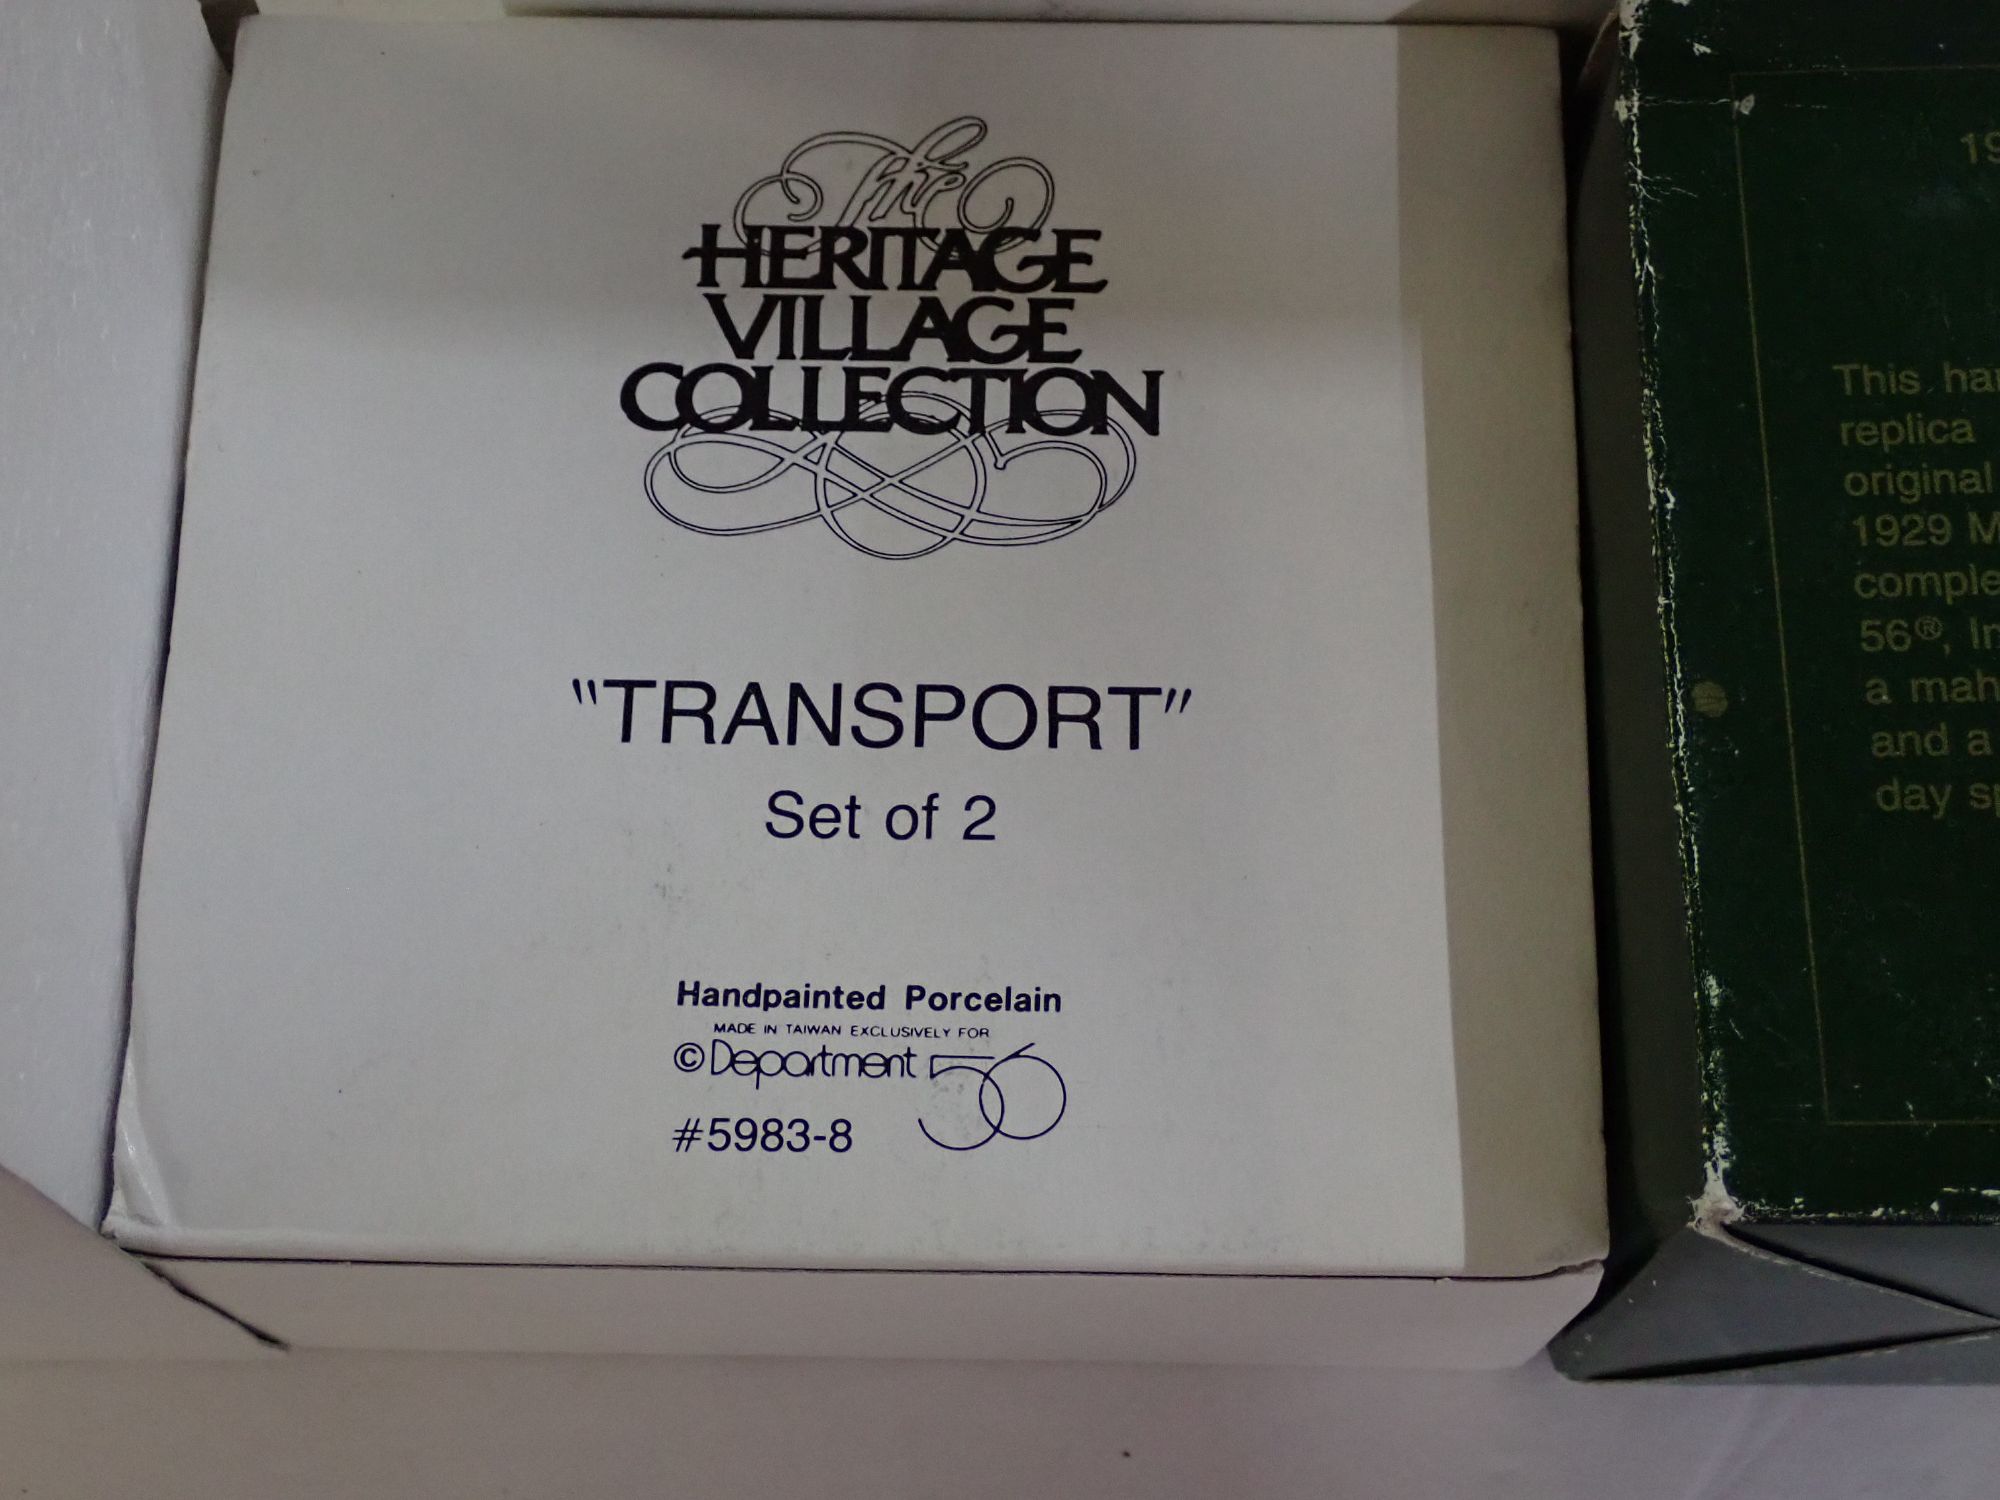 The
HERITAGE
VILLAGE
COLLECTION
"TRANSPORT"
Set of 2
Handpainted Porcelain
MADE IN TAIWAN EXCLUSIVELY FOR
©Department 56
#5983-8
This
replica
original
1929
56®,
a
and a
day